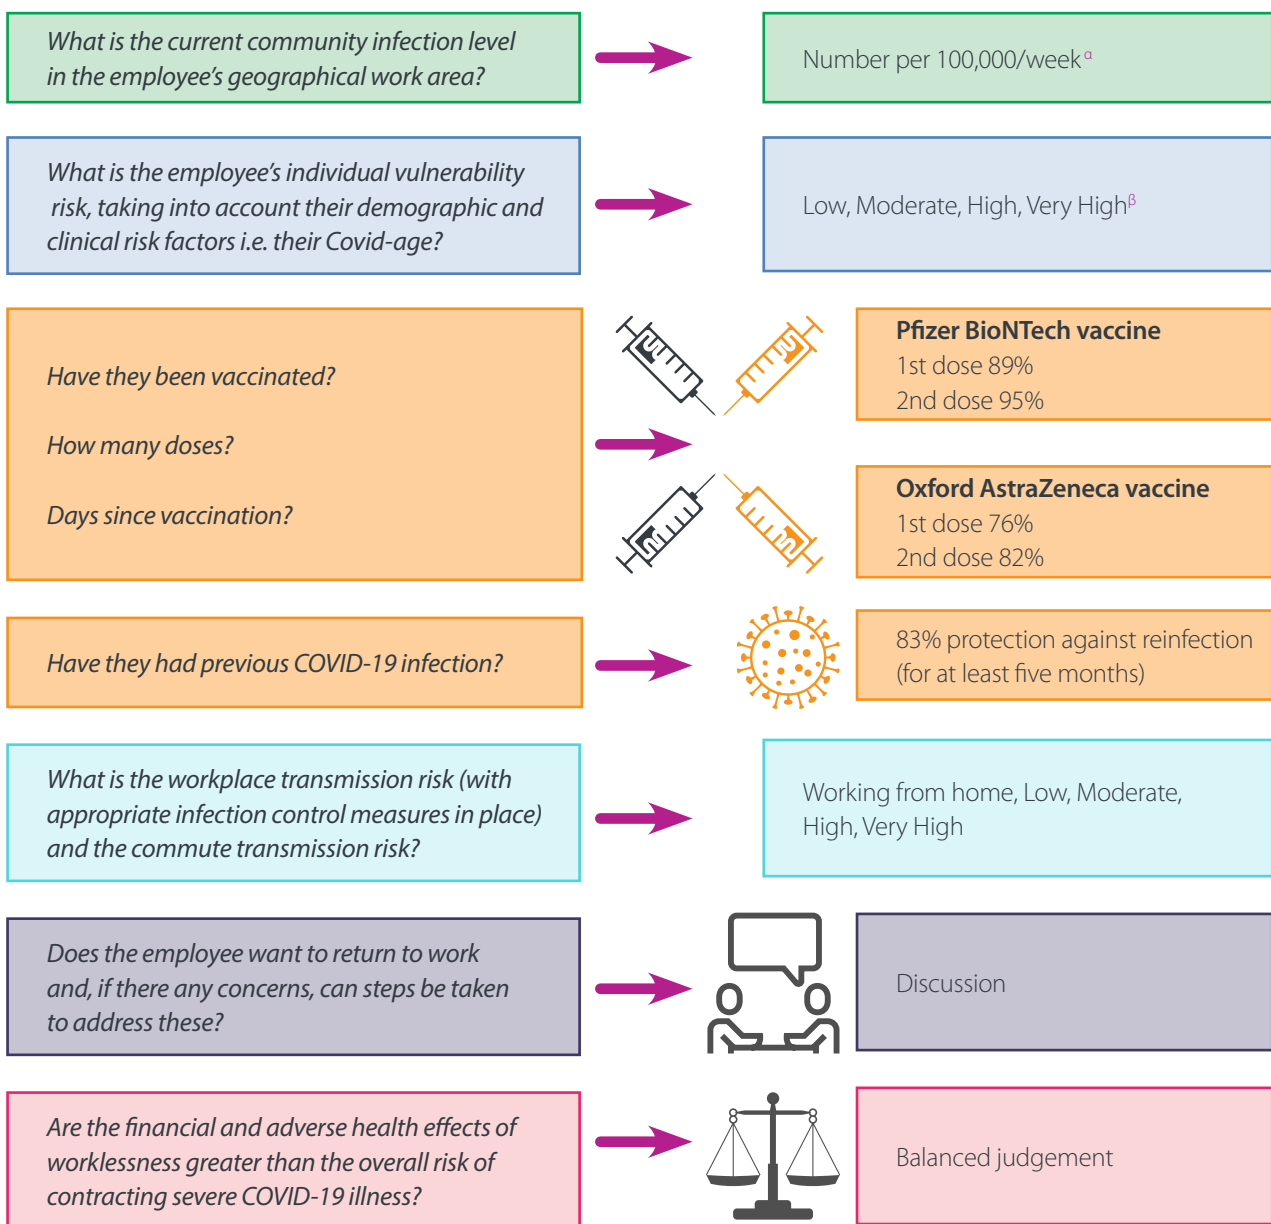 What is the current community infection level
in the employee's geographical work area?
Number per 100,000/week α
What is the employee's individual vulnerability
risk, taking into account their demographic and
clinical risk factors i.e. their Covid-age?
Low, Moderate, High, Very High β
Have they been vaccinated?
How many doses?
Days since vaccination?
Pfizer BioNTech vaccine
1st dose 89%
2nd dose 95%
Oxford AstraZeneca vaccine
1st dose 76%
2nd dose 82%
Have they had previous COVID-19 infection?
83% protection against reinfection
(for at least five months)
What is the workplace transmission risk (with
appropriate infection control measures in place)
and the commute transmission risk?
Working from home, Low, Moderate,
High, Very High
Does the employee want to return to work
and, if there any concerns, can steps be taken
to address these?
Discussion
Are the financial and adverse health effects of
worklessness greater than the overall risk of
contracting severe COVID-19 illness?
Balanced judgement